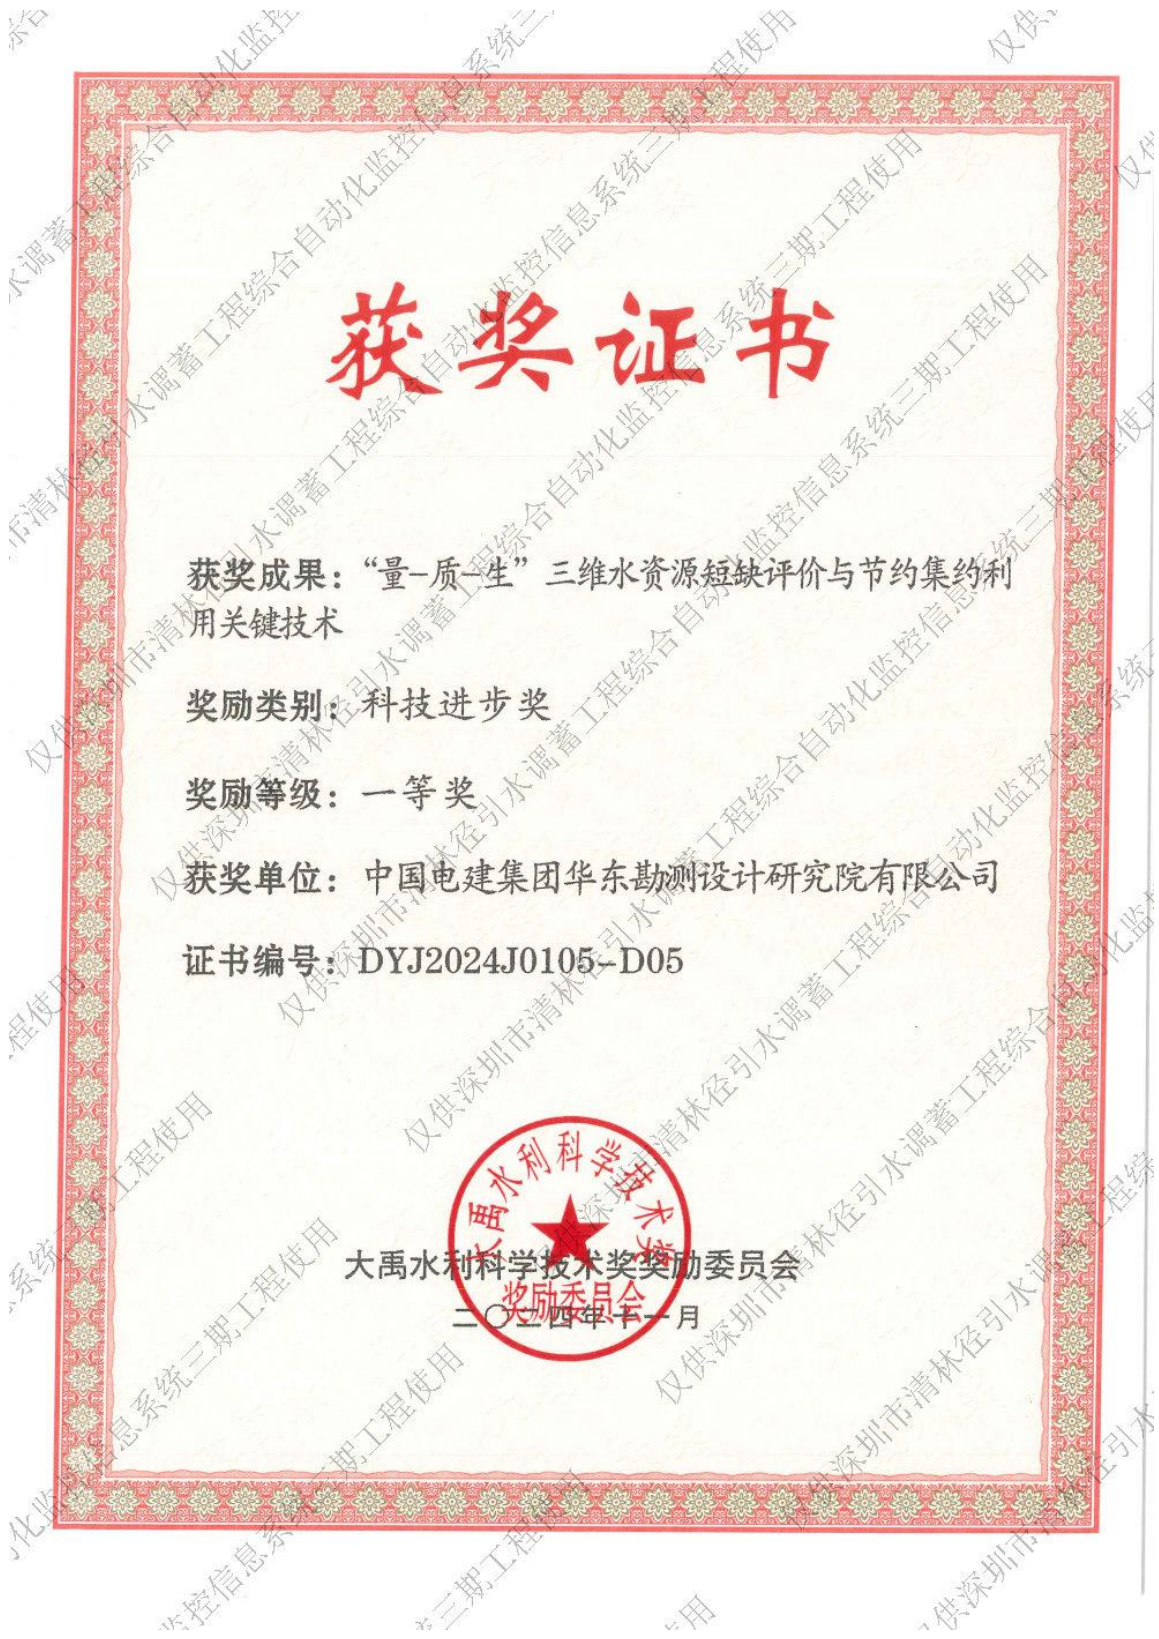 获奖证书
获奖成果：“量-质-生”三维水资源短缺评价与节约集约利
用关键技术
奖励类别：科技进步奖
奖励等级：一等奖
获奖单位：中国电建集团华东勘测设计研究院有限公司
证书编号：DYJ2024J0105-D05
大禹水利科学技术奖
奖励委员会
大禹水利科学技术奖奖励委员会
二〇二四年十一月
仅供深圳市清林径引水调蓄工程综合自动化监控信息系统三期工程使用